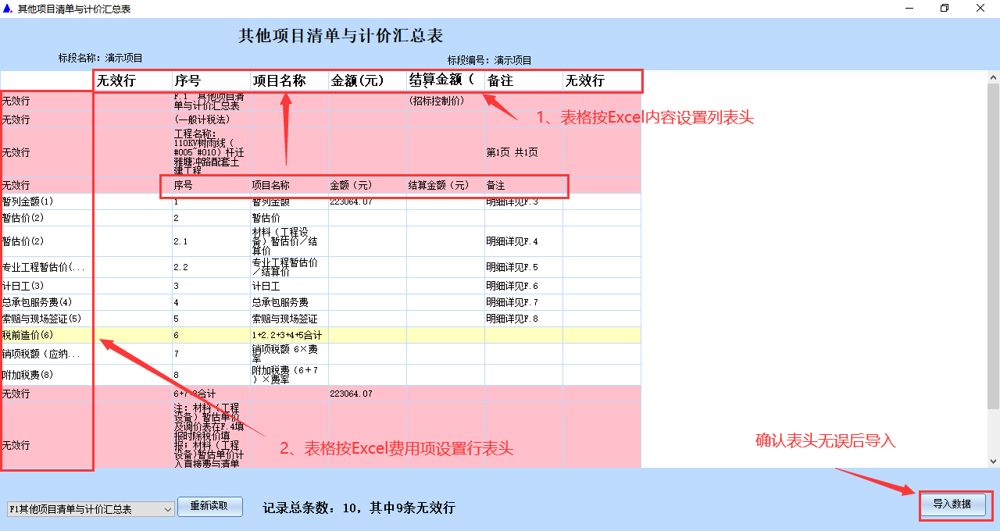 其他项目清单与计价汇总表
其他项目清单与计价汇总表
标段名称：演示项目
标段编号：演示项目
无效行 序号 项目名称 金额(元) 结算金额（ 备注 无效行
无效行 F.1 其他项目清 (招标控制价)
单与计价汇总表
1、表格按Excel内容设置列表头
无效行 (一般计税法)
工程名称：
110KV树雨线（
无效行 #005~#010）杆迁 第1页 共1页
雅塘冲路配套土
建工程
无效行 序号 项目名称 金额（元） 结算金额（元） 备注
暂列金额(1) 1 暂列金额 223064.07 明细详见F.3
暂估价(2) 2 暂估价
材料（工程设
暂估价(2) 2.1 备）暂估价／结 明细详见F.4
算价
专业工程暂估价(... 2.2 专业工程暂估价 明细详见F.5
／结算价
计日工(3) 3 计日工 明细详见F.6
总承包服务费(4) 4 总承包服务费 明细详见F.7
索赔与现场签证(5) 5 索赔与现场签证 明细详见F.8
税前造价(6) 6 1+2.2+3+4+5合计
销项税额（应纳... 7 销项税额 6×费
率
附加税费(8) 8 附加税费（6＋7
）×费率
无效行 6+7+8合计 223064.07
注：材料（工程
设备）暂估单价
及调价表在F.4填
报时除税价填
无效行 报；材料（工程
设备)暂估单价计
入直接费与清单
2、表格按Excel费用项设置行表头
确认表头无误后导入
F1其他项目清单与计价汇总表 重新读取 记录总条数：10，其中9条无效行 导入数据